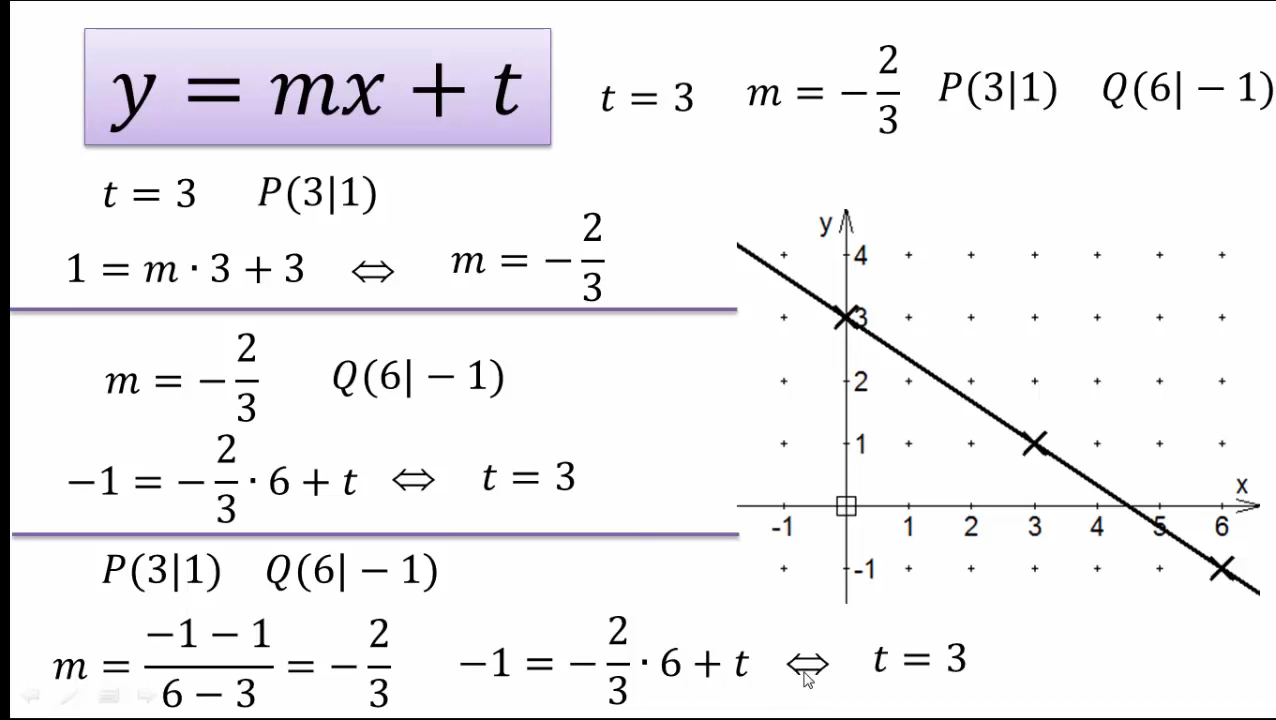 y = mx + t
t = 3 m = −2/3 P(3|1) Q(6| − 1)
t = 3 P(3|1)
1 = m · 3 + 3 ⇔ m = −2/3
m = −2/3 Q(6| − 1)
−1 = −2/3 · 6 + t ⇔ t = 3
P(3|1) Q(6| − 1)
m = (−1 − 1)/(6 − 3) = −2/3 −1 = −2/3 · 6 + t ⇔ t = 3
y
4
3
2
1
x
-1 1 2 3 4 5 6
-1